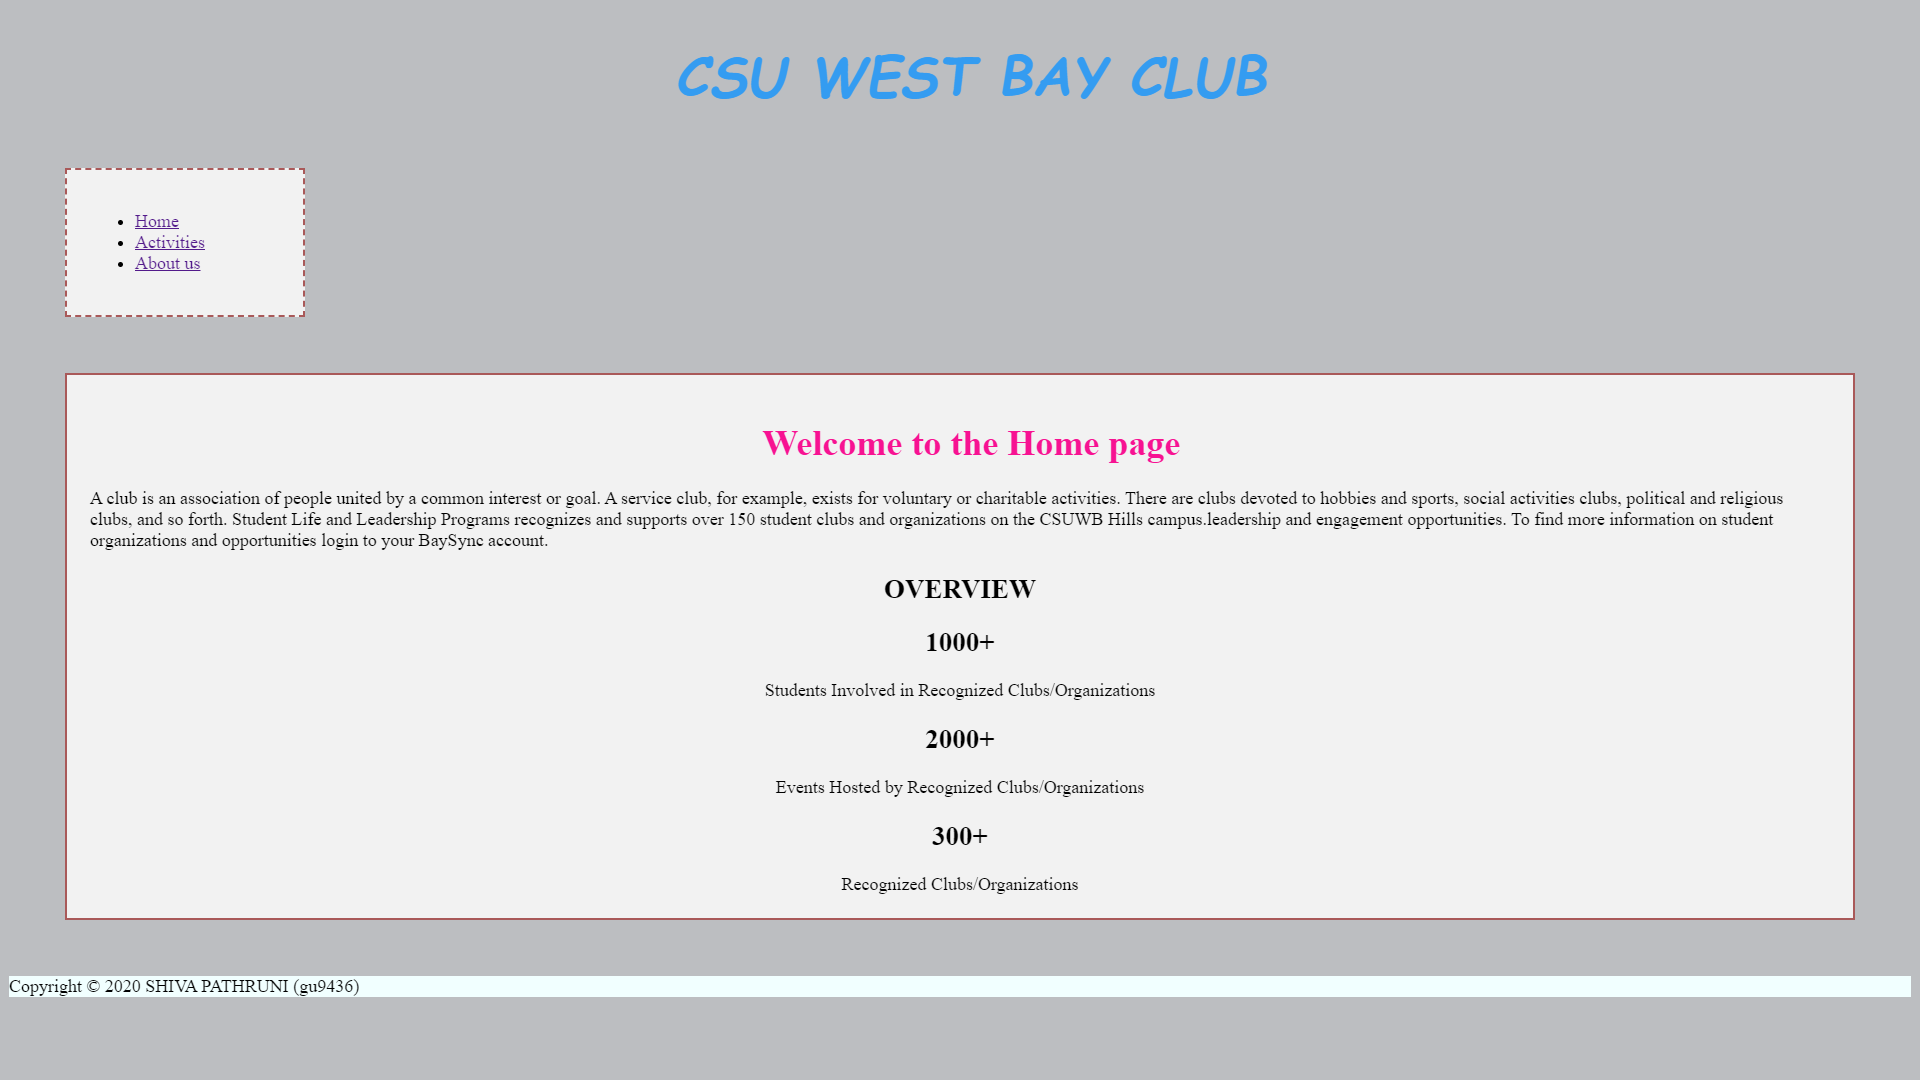 CSU WEST BAY CLUB
Home
Activities
About us
Welcome to the Home page
A club is an association of people united by a common interest or goal. A service club, for example, exists for voluntary or charitable activities. There are clubs devoted to hobbies and sports, social activities clubs, political and religious
clubs, and so forth. Student Life and Leadership Programs recognizes and supports over 150 student clubs and organizations on the CSUWB Hills campus.leadership and engagement opportunities. To find more information on student
organizations and opportunities login to your BaySync account.
OVERVIEW
1000+
Students Involved in Recognized Clubs/Organizations
2000+
Events Hosted by Recognized Clubs/Organizations
300+
Recognized Clubs/Organizations
Copyright © 2020 SHIVA PATHRUNI (gu9436)